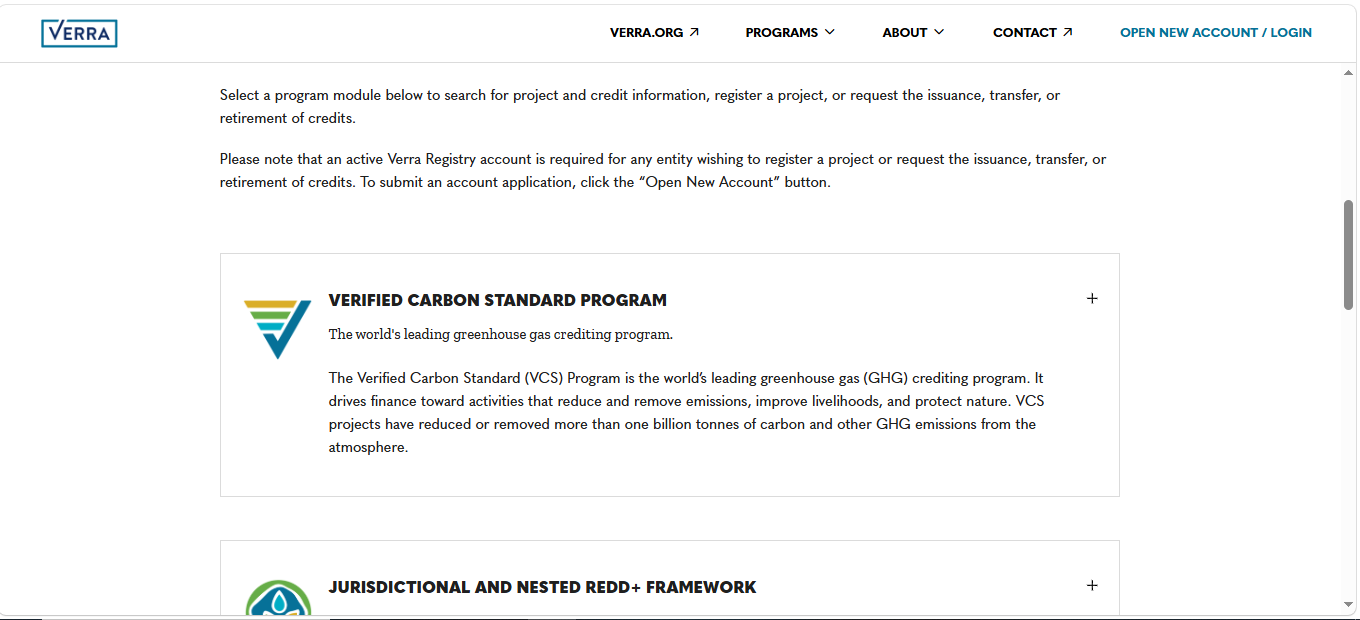 VERRA
VERRA.ORG
PROGRAMS
ABOUT
CONTACT
OPEN NEW ACCOUNT / LOGIN
Select a program module below to search for project and credit information, register a project, or request the issuance, transfer, or
retirement of credits.
Please note that an active Verra Registry account is required for any entity wishing to register a project or request the issuance, transfer, or
retirement of credits. To submit an account application, click the “Open New Account” button.
VERIFIED CARBON STANDARD PROGRAM
The world's leading greenhouse gas crediting program.
The Verified Carbon Standard (VCS) Program is the world’s leading greenhouse gas (GHG) crediting program. It
drives finance toward activities that reduce and remove emissions, improve livelihoods, and protect nature. VCS
projects have reduced or removed more than one billion tonnes of carbon and other GHG emissions from the
atmosphere.
JURISDICTIONAL AND NESTED REDD+ FRAMEWORK